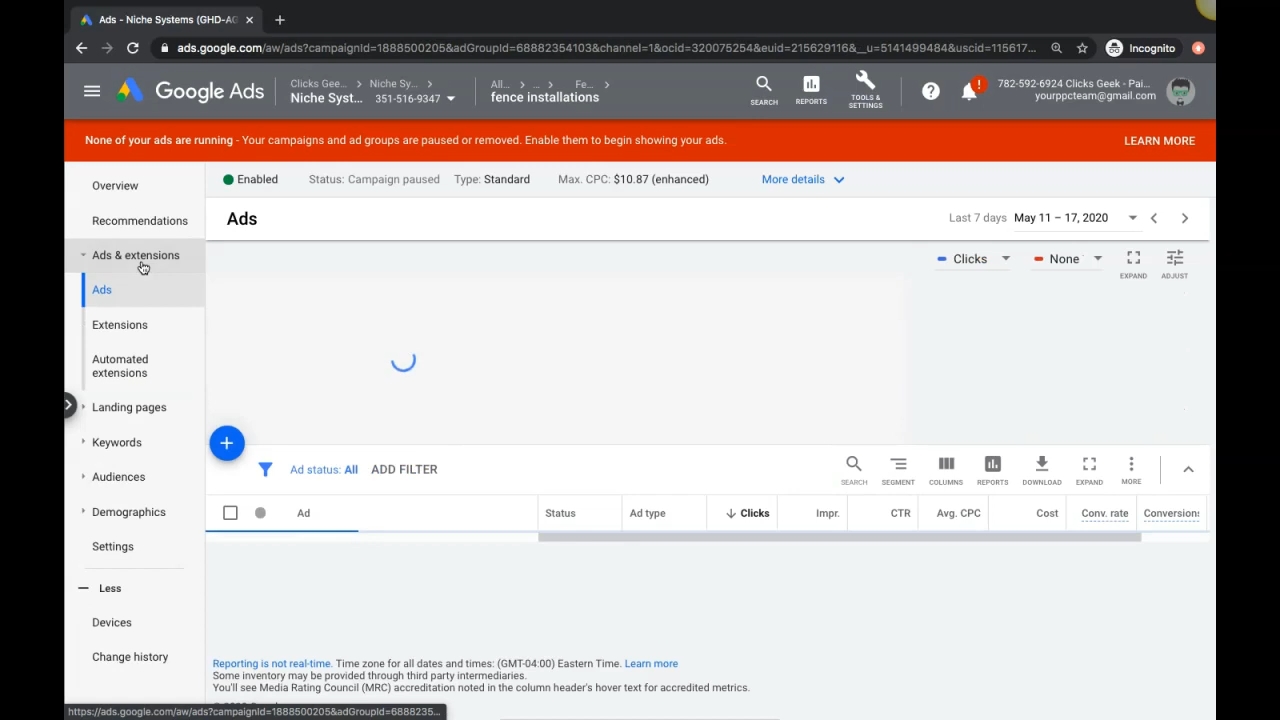 Ads - Niche Systems (GHD-AG
ads.google.com/aw/ads?campaignId=1888500205&adGroupId=68882354103&channel=1&ocid=320075254&euid=215629116&__u=5141499484&uscid=115617...
Incognito
Google Ads
Clicks Gee... Niche Sy...
Niche Syst... 351-516-9347
All... ... Fe...
fence installations
SEARCH
REPORTS
TOOLS & SETTINGS
782-592-6924 Clicks Geek - Pai...
yourppcteam@gmail.com
None of your ads are running - Your campaigns and ad groups are paused or removed. Enable them to begin showing your ads.
LEARN MORE
Overview
Recommendations
Ads & extensions
Ads
Extensions
Automated
extensions
Landing pages
Keywords
Audiences
Demographics
Settings
Less
Devices
Change history
Enabled Status: Campaign paused Type: Standard Max. CPC: $10.87 (enhanced) More details
Ads
Last 7 days May 11 – 17, 2020
Clicks None
EXPAND ADJUST
Ad status: All ADD FILTER
SEARCH SEGMENT COLUMNS REPORTS DOWNLOAD EXPAND MORE
Ad Status Ad type Clicks Impr. CTR Avg. CPC Cost Conv. rate Conversions
Reporting is not real-time. Time zone for all dates and times: (GMT-04:00) Eastern Time. Learn more
Some inventory may be provided through third party intermediaries.
You'll see Media Rating Council (MRC) accreditation noted in the column header's hover text for accredited metrics.
https://ads.google.com/aw/ads?campaignId=1888500205&adGroupId=6888235...